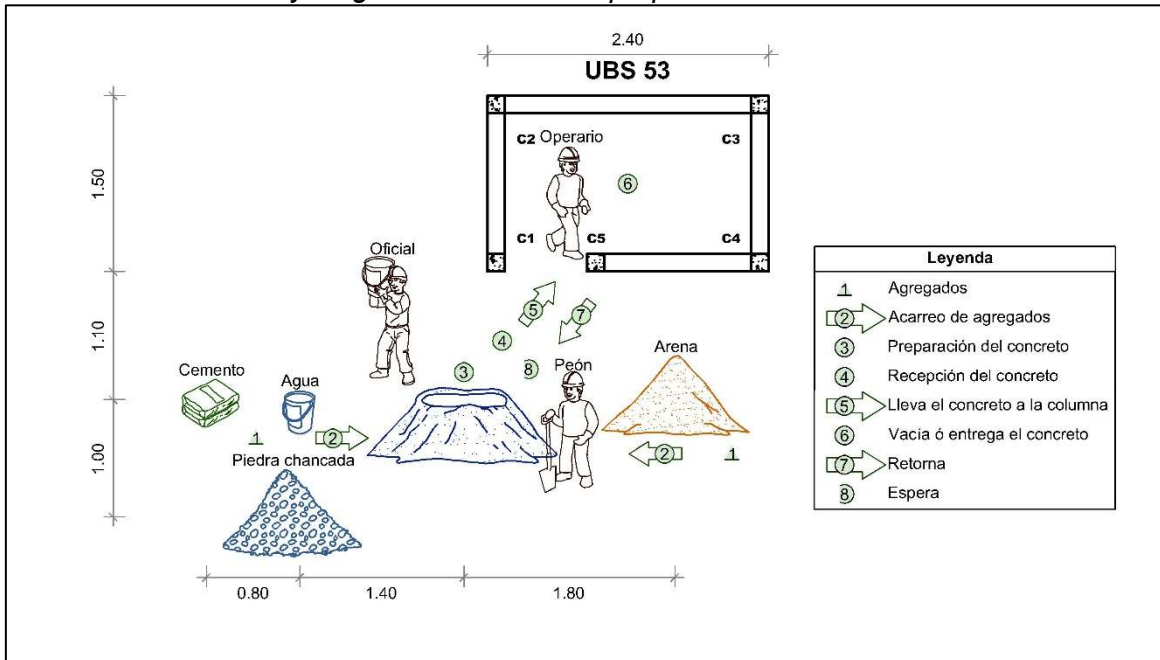 2.40
UBS 53
C2 Operario
C3
6
1.50
C1
C5
C4
Oficial
5
7
4
1.10
3
8
Peón
Arena
Cemento
Agua
1
2
2
1
Piedra chancada
1.00
0.80
1.40
1.80
Leyenda
1 Agregados
2 Acarreo de agregados
3 Preparación del concreto
4 Recepción del concreto
5 Lleva el concreto a la columna
6 Vacía ó entrega el concreto
7 Retorna
8 Espera